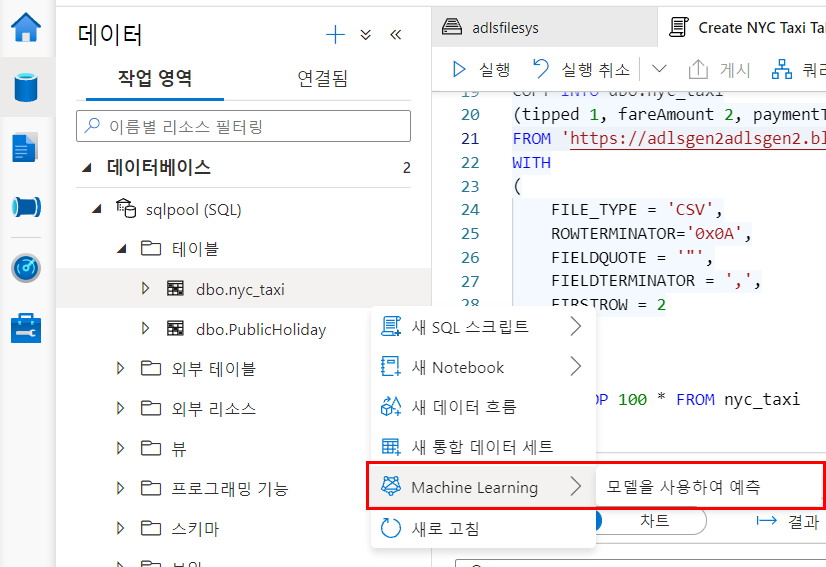 데이터
작업 영역
연결됨
이름별 리소스 필터링
데이터베이스 2
sqlpool (SQL)
테이블
dbo.nyc_taxi
dbo.PublicHoliday
외부 테이블
외부 리소스
뷰
프로그래밍 기능
스키마
adlsfilesys
Create NYC Taxi Tal
실행 실행 취소 게시 쿼리
19 COPY INTO dbo.nyc_taxi
20 (tipped 1, fareAmount 2, paymentT
21 FROM 'https://adlsgen2adlsgen2.bl
22 WITH
23 (
24 FILE_TYPE = 'CSV',
25 ROWTERMINATOR='0x0A',
26 FIELDQUOTE = '"',
27 FIELDTERMINATOR = ',',
28 FIRSTROW = 2
OP 100 * FROM nyc_taxi
새 SQL 스크립트
새 Notebook
새 데이터 흐름
새 통합 데이터 세트
Machine Learning
모델을 사용하여 예측
새로 고침
차트
결과